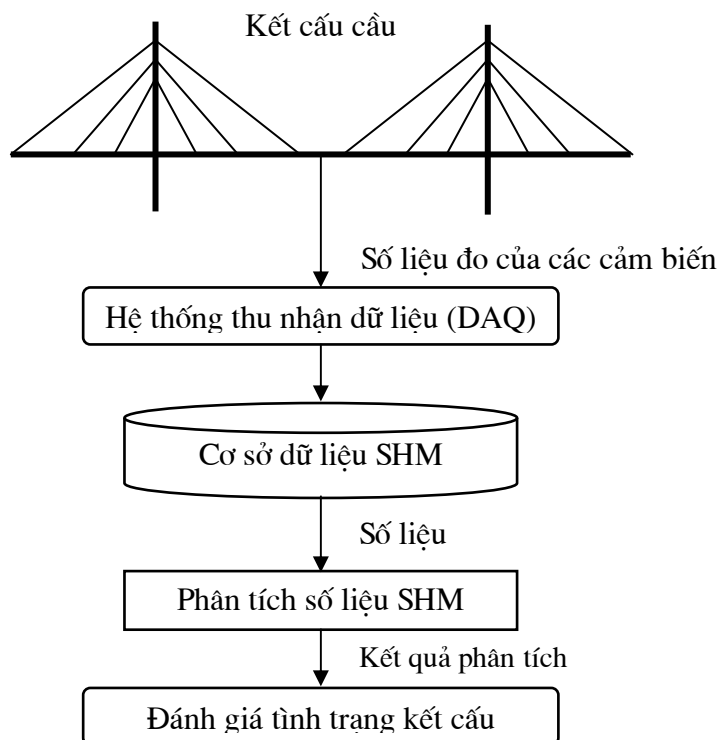 Kết cấu cầu
Số liệu đo của các cảm biến
Hệ thống thu nhận dữ liệu (DAQ)
Cơ sở dữ liệu SHM
Số liệu
Phân tích số liệu SHM
Kết quả phân tích
Đánh giá tình trạng kết cấu